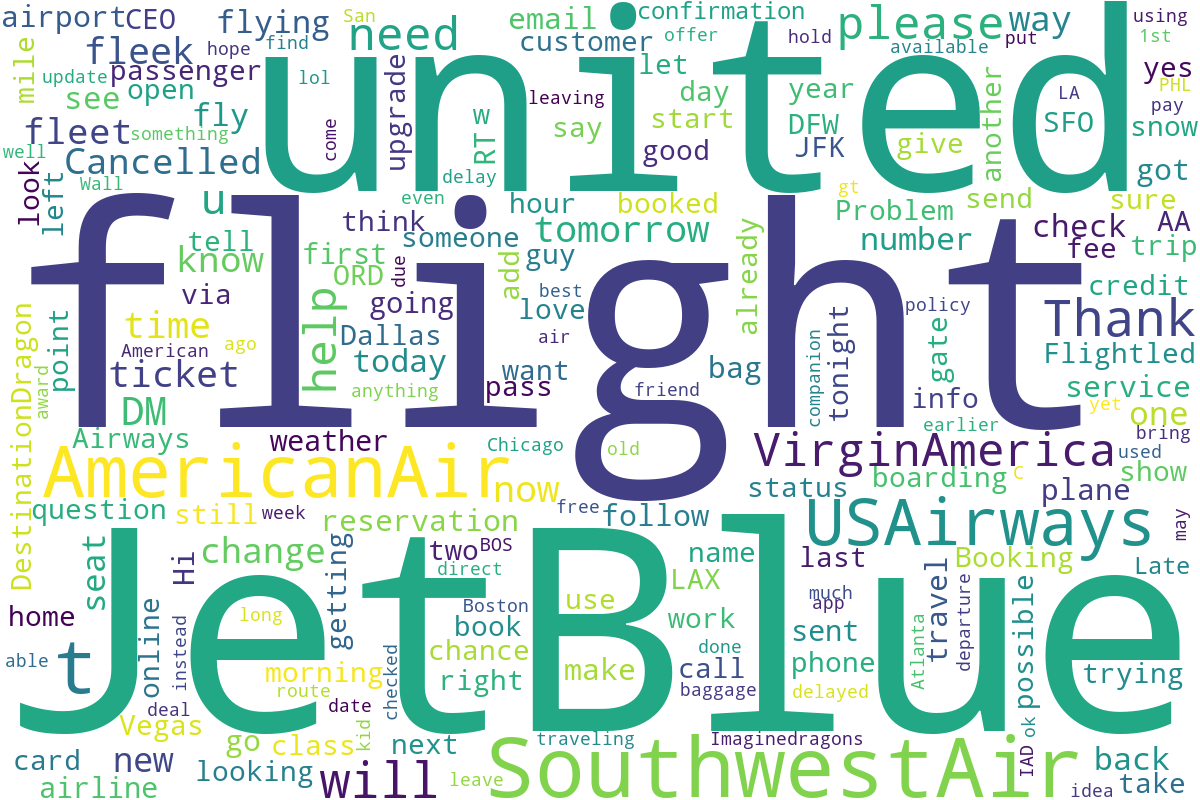 airport
CEO
flying
San
email
confirmation
please
way
using
fleek
hope
find
need
customer
offer
hold
available
put
1st
mile
update
passenger
lol
united
let
yes
see
open
upgrade
leaving
day
year
another
LA
PHL
pay
fleet
something
fly
come
w
RT
say
start
good
DFW
JFK
give
SFO
snow
well
look
Cancelled
Wall
left
delay
even
got
u
hour
booked
gt
send
sure
flight
think
someone
tomorrow
Problem
number
check
AA
tell
know
first
ORD
due
add
guy
already
fee
trip
via
going
best
love
policy
credit
DestinationDragon
point
time
help
Dallas
air
tonight
gate
Thank
American
ago
today
want
bag
companion
Flightled
award
ticket
anything
pass
friend
info
service
DM
yet
one
Airways
weather
Chicago
old
earlier
bring
VirginAmerica
used
AmericanAir
now
status
boarding
C
show
plane
question
still
week
reservation
free
follow
USAirways
may
seat
Hi
change
getting
two
BOS
name
last
Booking
Late
direct
LAX
travel
departure
possible
JetBlue
home
online
instead
long
Boston
use
work
much
app
Atlanta
t
book
sent
able
morning
chance
make
done
call
phone
trying
checked
right
baggage
delayed
route
deal
date
Vegas
kid
ok
go
class
next
traveling
Imaginedragons
IAD
card
new
looking
will
leave
SouthwestAir
back
airline
idea
take